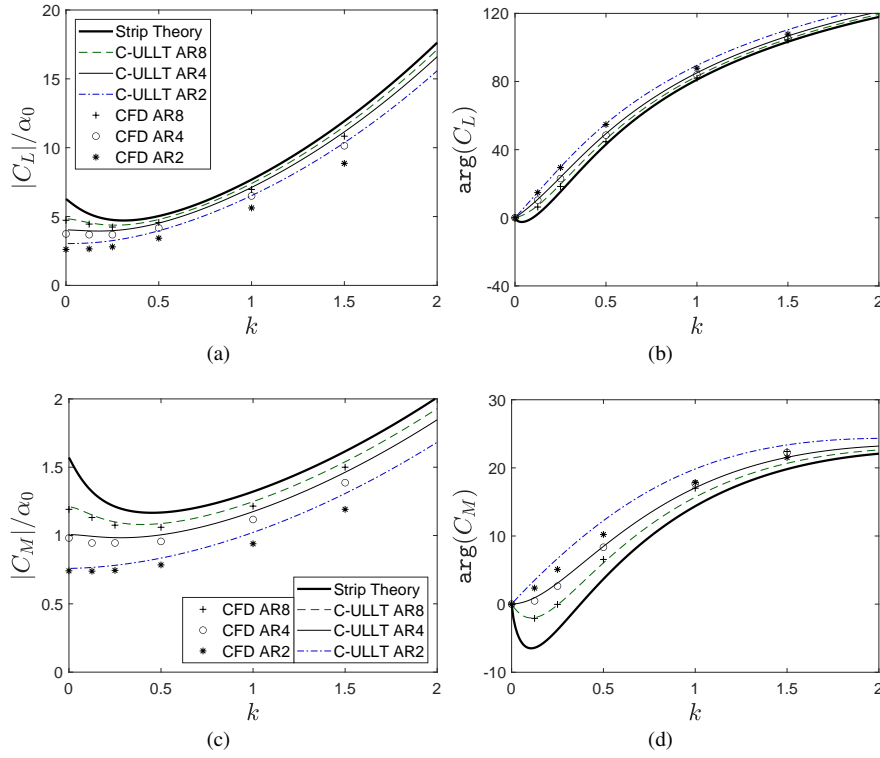 20
15
10
5
0
|C_L|/α_0
Strip Theory
C-ULLT AR8
C-ULLT AR4
C-ULLT AR2
CFD AR8
CFD AR4
CFD AR2
0 0.5 1 1.5 2
k
(a)
120
80
40
0
-40
arg(C_L)
0 0.5 1 1.5 2
k
(b)
2
1.5
1
0.5
0
|C_M|/α_0
CFD AR8
CFD AR4
CFD AR2
Strip Theory
C-ULLT AR8
C-ULLT AR4
C-ULLT AR2
0 0.5 1 1.5 2
k
(c)
30
20
10
0
-10
arg(C_M)
0 0.5 1 1.5 2
k
(d)